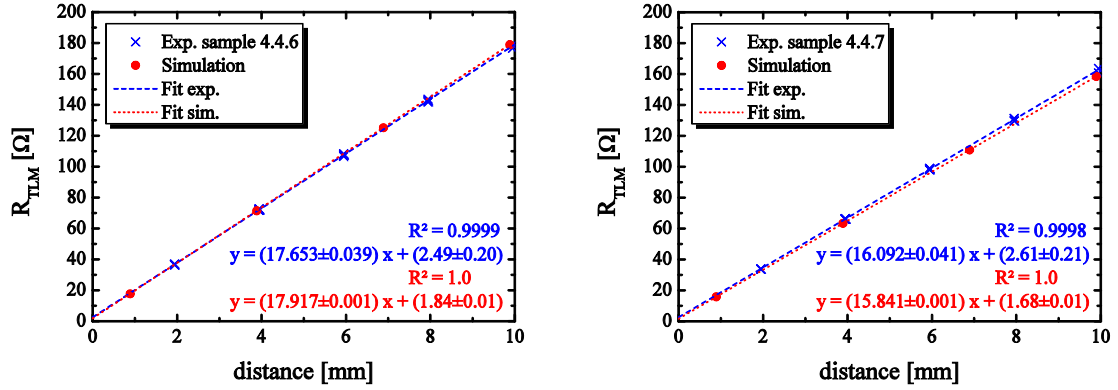 200
180
160
140
120
100
80
60
40
20
0
R_TLM [Ω]
× Exp. sample 4.4.6
Simulation
Fit exp.
Fit sim.
R² = 0.9999
y = (17.653±0.039) x + (2.49±0.20)
R² = 1.0
y = (17.917±0.001) x + (1.84±0.01)
0 2 4 6 8 10
distance [mm]
200
180
160
140
120
100
80
60
40
20
0
R_TLM [Ω]
× Exp. sample 4.4.7
Simulation
Fit exp.
Fit sim.
R² = 0.9998
y = (16.092±0.041) x + (2.61±0.21)
R² = 1.0
y = (15.841±0.001) x + (1.68±0.01)
0 2 4 6 8 10
distance [mm]